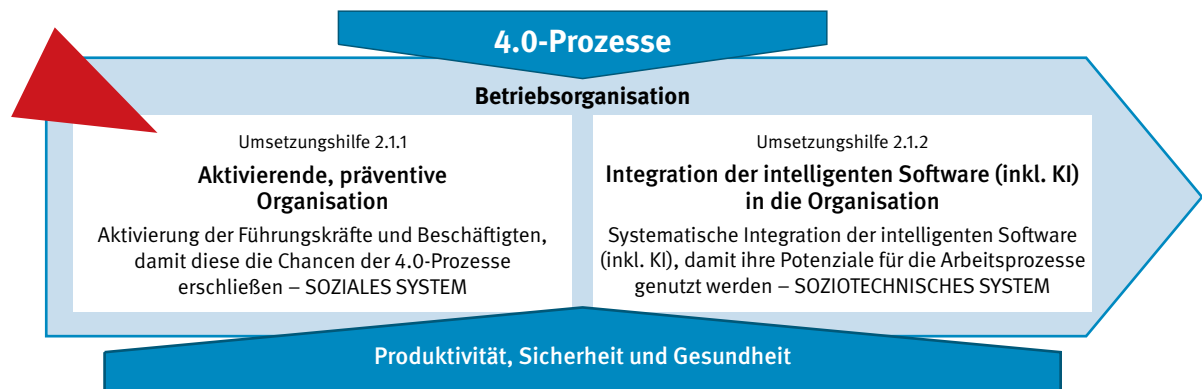 4.0-Prozesse
Betriebsorganisation
Umsetzungshilfe 2.1.1
Aktivierende, präventive
Organisation
Aktivierung der Führungskräfte und Beschäftigten,
damit diese die Chancen der 4.0-Prozesse
erschließen – SOZIALES SYSTEM
Umsetzungshilfe 2.1.2
Integration der intelligenten Software (inkl. KI)
in die Organisation
Systematische Integration der intelligenten Software
(inkl. KI), damit ihre Potenziale für die Arbeitsprozesse
genutzt werden – SOZIOTECHNISCHES SYSTEM
Produktivität, Sicherheit und Gesundheit